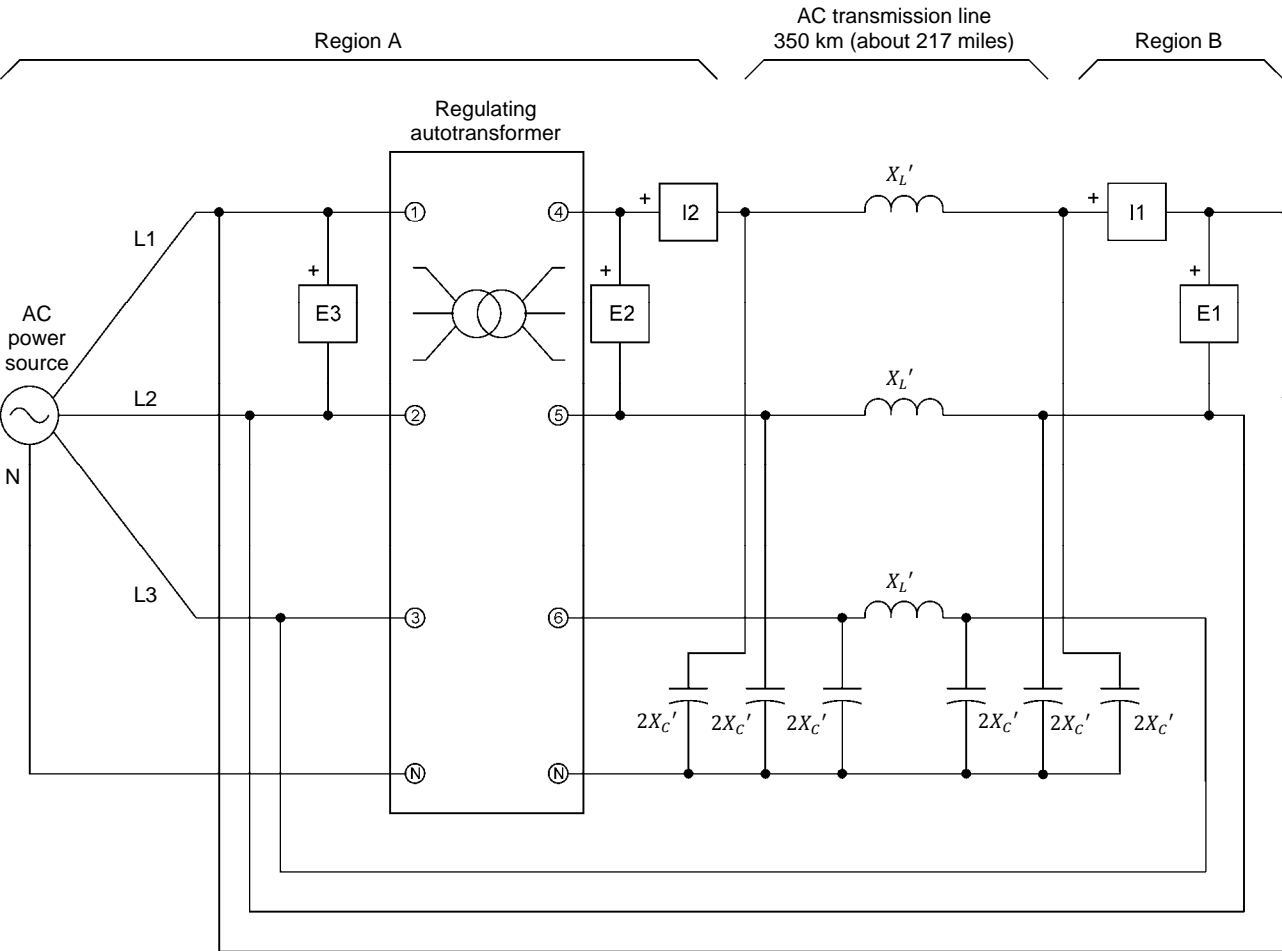 AC transmission line
350 km (about 217 miles)
Region A
Region B
Regulating
autotransformer
X_L′
1
4
+
I2
+
I1
L1
+
E3
+
E2
+
E1
AC
power
source
X_L′
L2
2
5
N
X_L′
L3
3
6
2X_C′
2X_C′
2X_C′
2X_C′
2X_C′
2X_C′
N
N